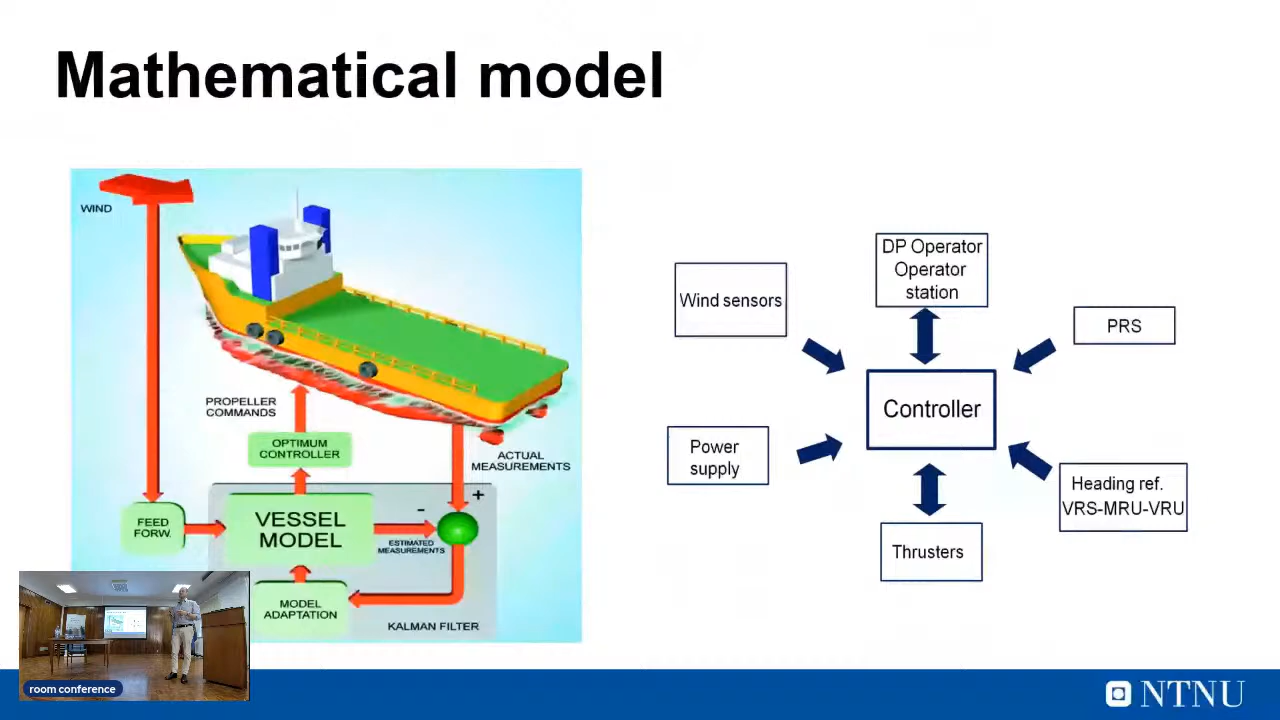 Mathematical model
WIND
PROPELLER
COMMANDS
OPTIMUM
CONTROLLER
ACTUAL
MEASUREMENTS
+
-
FEED
FORW.
VESSEL
MODEL
ESTIMATED
MEASUREMENTS
MODEL
ADAPTATION
KALMAN FILTER
DP Operator
Operator
station
Wind sensors
PRS
Controller
Power
supply
Heading ref.
VRS-MRU-VRU
Thrusters
room conference
NTNU